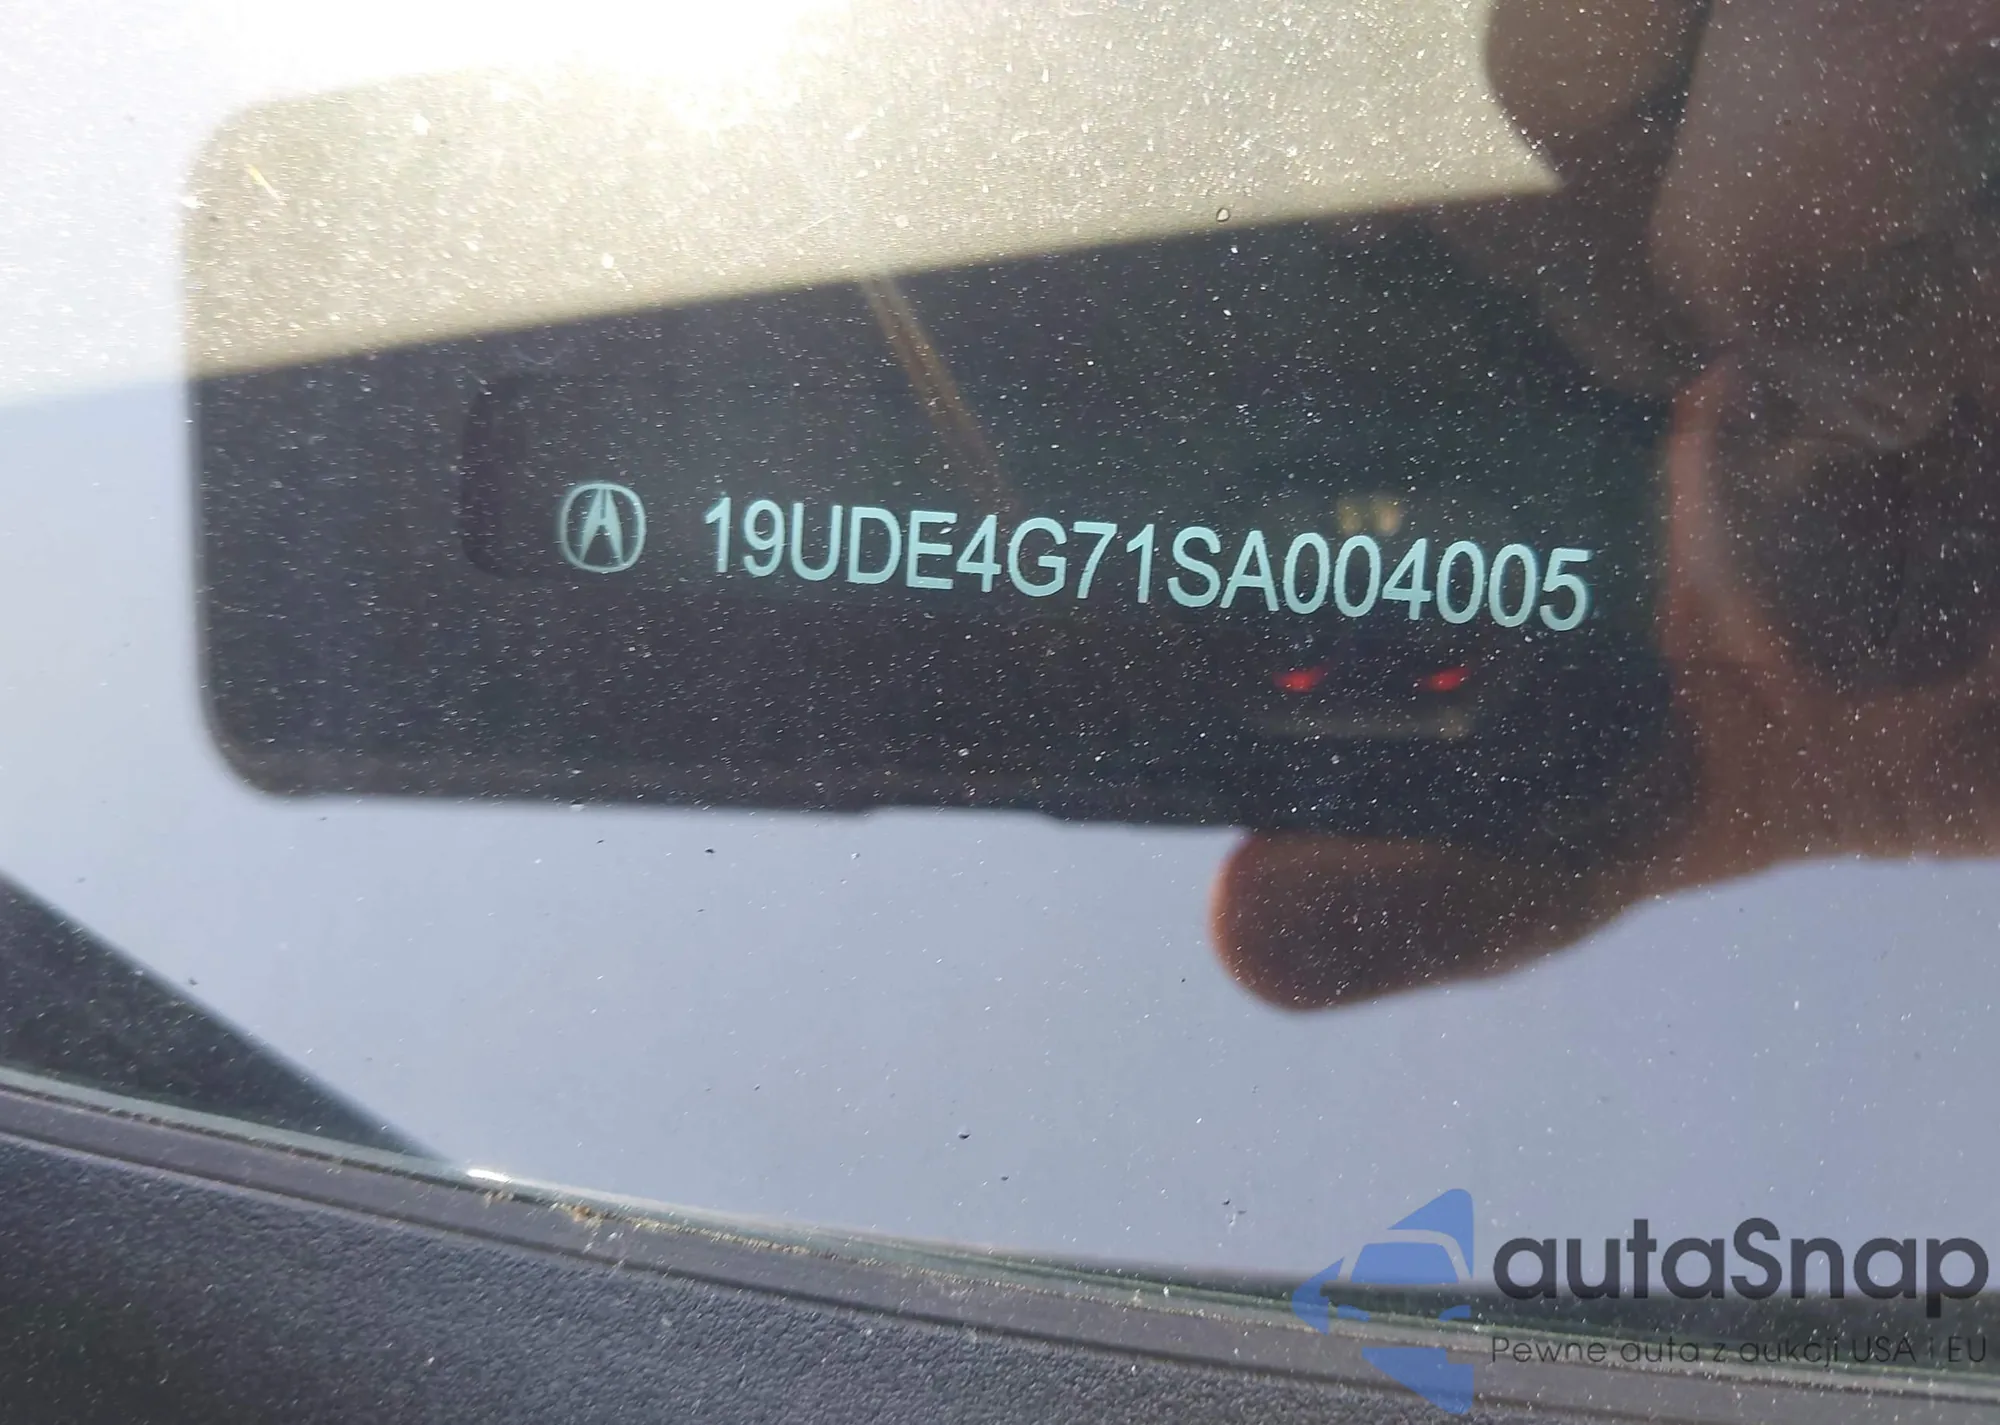 19UDE4G71SA004005
autaSnap
Pewne auta z aukcji USA i EU